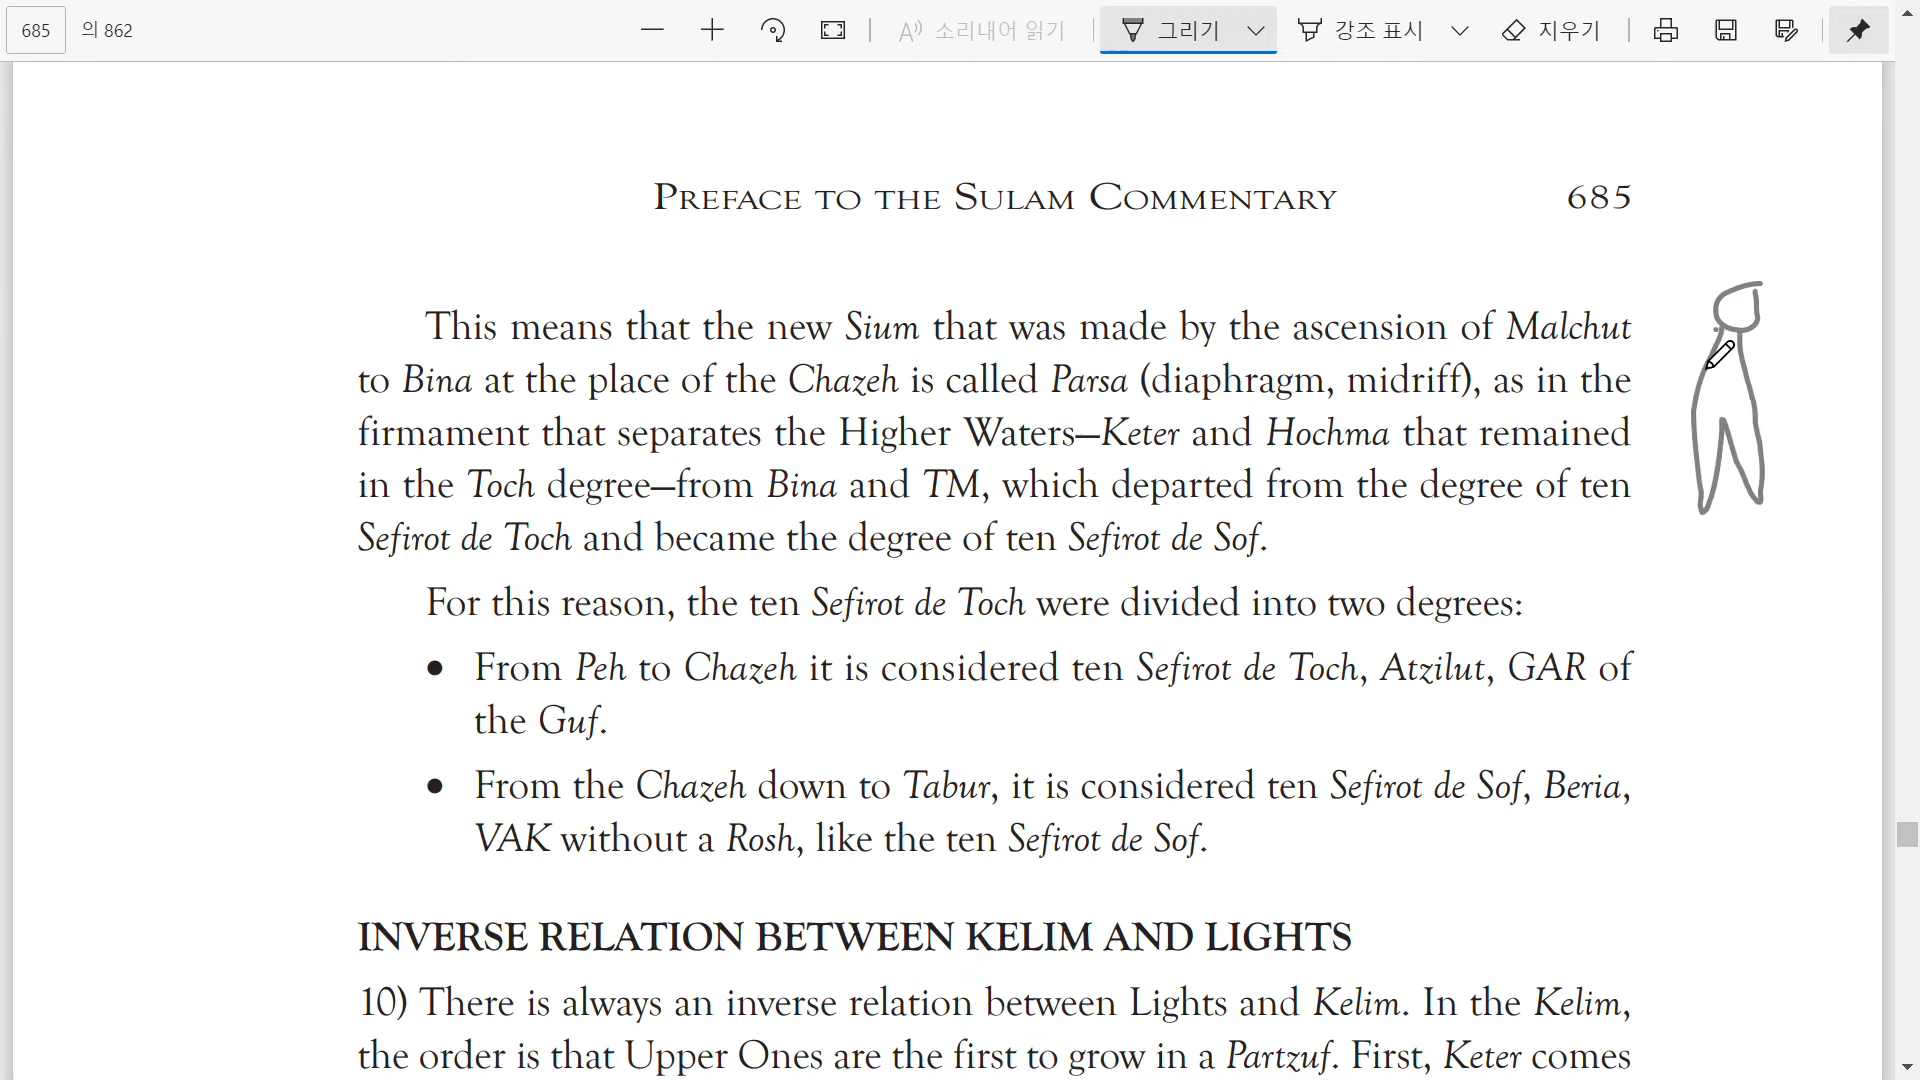 685 의 862 소리내어 읽기 그리기 강조 표시 지우기
PREFACE TO THE SULAM COMMENTARY 685
This means that the new Sium that was made by the ascension of Malchut
to Bina at the place of the Chazeh is called Parsa (diaphragm, midriff), as in the
firmament that separates the Higher Waters—Keter and Hochma that remained
in the Toch degree—from Bina and TM, which departed from the degree of ten
Sefirot de Toch and became the degree of ten Sefirot de Sof.
For this reason, the ten Sefirot de Toch were divided into two degrees:
● From Peh to Chazeh it is considered ten Sefirot de Toch, Atzilut, GAR of
the Guf.
● From the Chazeh down to Tabur, it is considered ten Sefirot de Sof, Beria,
VAK without a Rosh, like the ten Sefirot de Sof.
INVERSE RELATION BETWEEN KELIM AND LIGHTS
10) There is always an inverse relation between Lights and Kelim. In the Kelim,
the order is that Upper Ones are the first to grow in a Partzuf. First, Keter comes